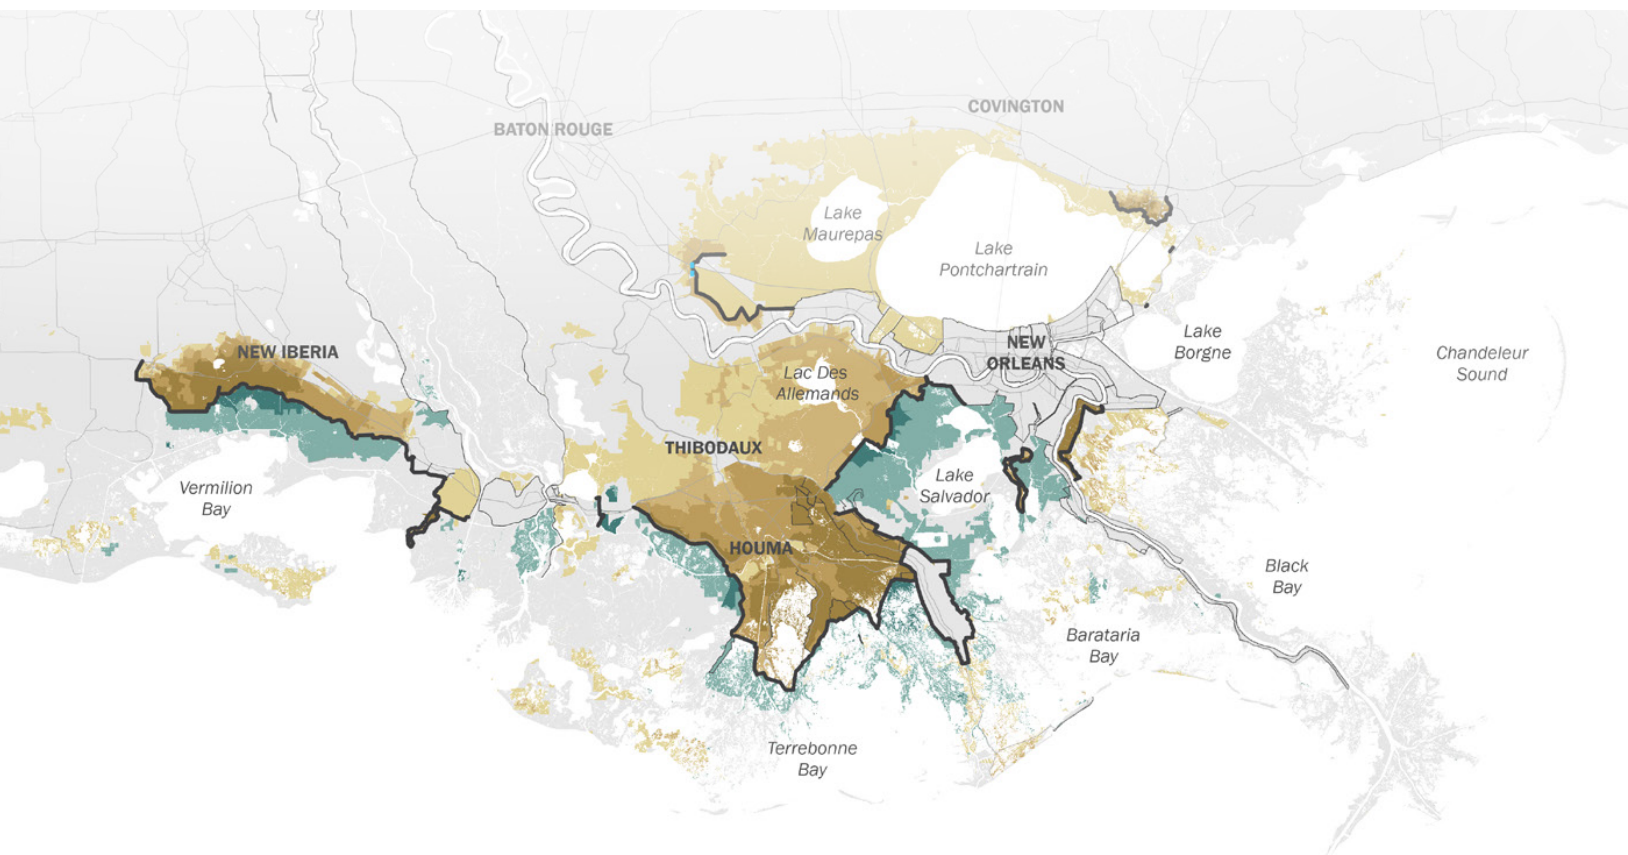 COVINGTON
BATON ROUGE
Lake
Maurepas
Lake
Pontchartrain
NEW IBERIA
NEW
ORLEANS
Lake
Borgne
Chandeleur
Sound
Lac Des
Allemands
THIBODAUX
Vermilion
Bay
Lake
Salvador
HOUMA
Black
Bay
Barataria
Bay
Terrebonne
Bay